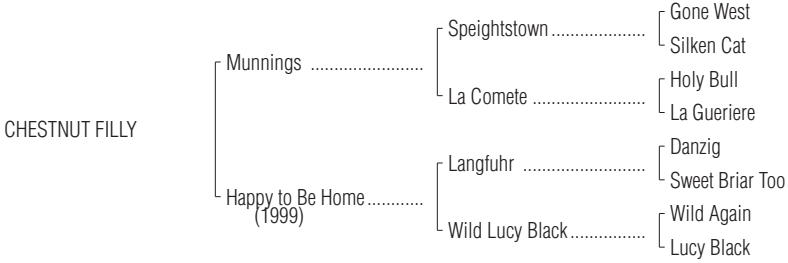 Gone West
Speightstown ....................
Silken Cat
Munnings ........................
Holy Bull
La Comete ........................
La Gueriere
CHESTNUT FILLY
Danzig
Langfuhr ..........................
Sweet Briar Too
Happy to Be Home ............
(1999)
Wild Again
Wild Lucy Black ................
Lucy Black